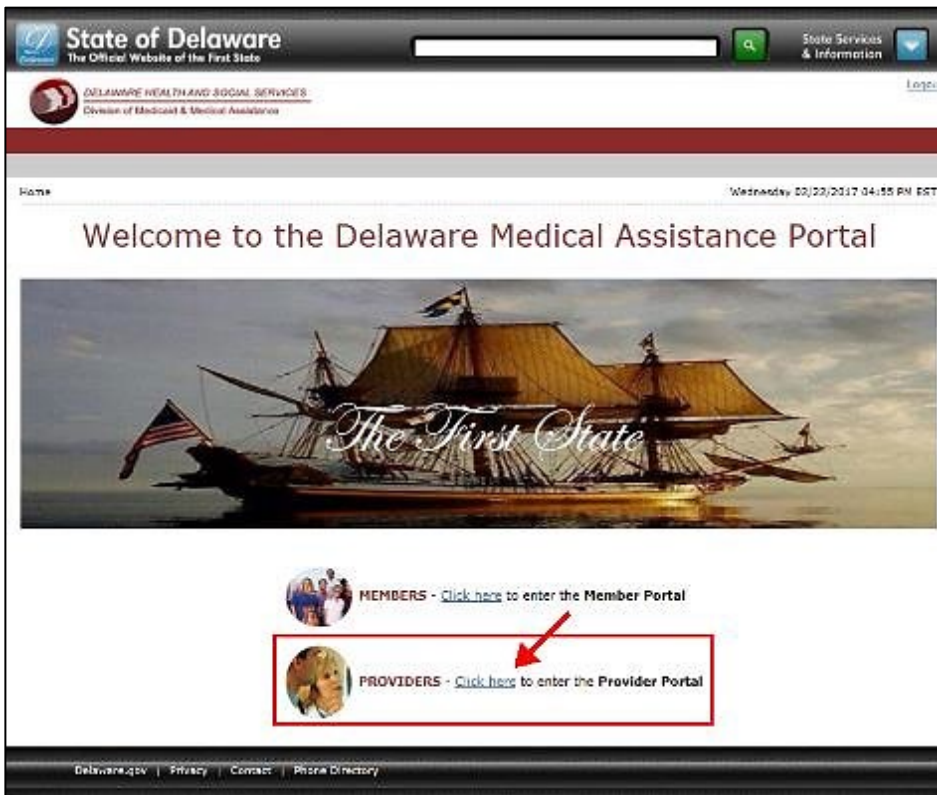 State of Delaware
The Official Website of the First State
State Services
& Information
Delaware
DELAWARE HEALTH AND SOCIAL SERVICES
Division of Medicaid & Medical Assistance
Logou
Home
Wednesday 02/22/2017 04:55 PM EST
Welcome to the Delaware Medical Assistance Portal
The First State
MEMBERS - Click here to enter the Member Portal
PROVIDERS - Click here to enter the Provider Portal
Delaware.gov | Privacy | Contact | Phone Directory